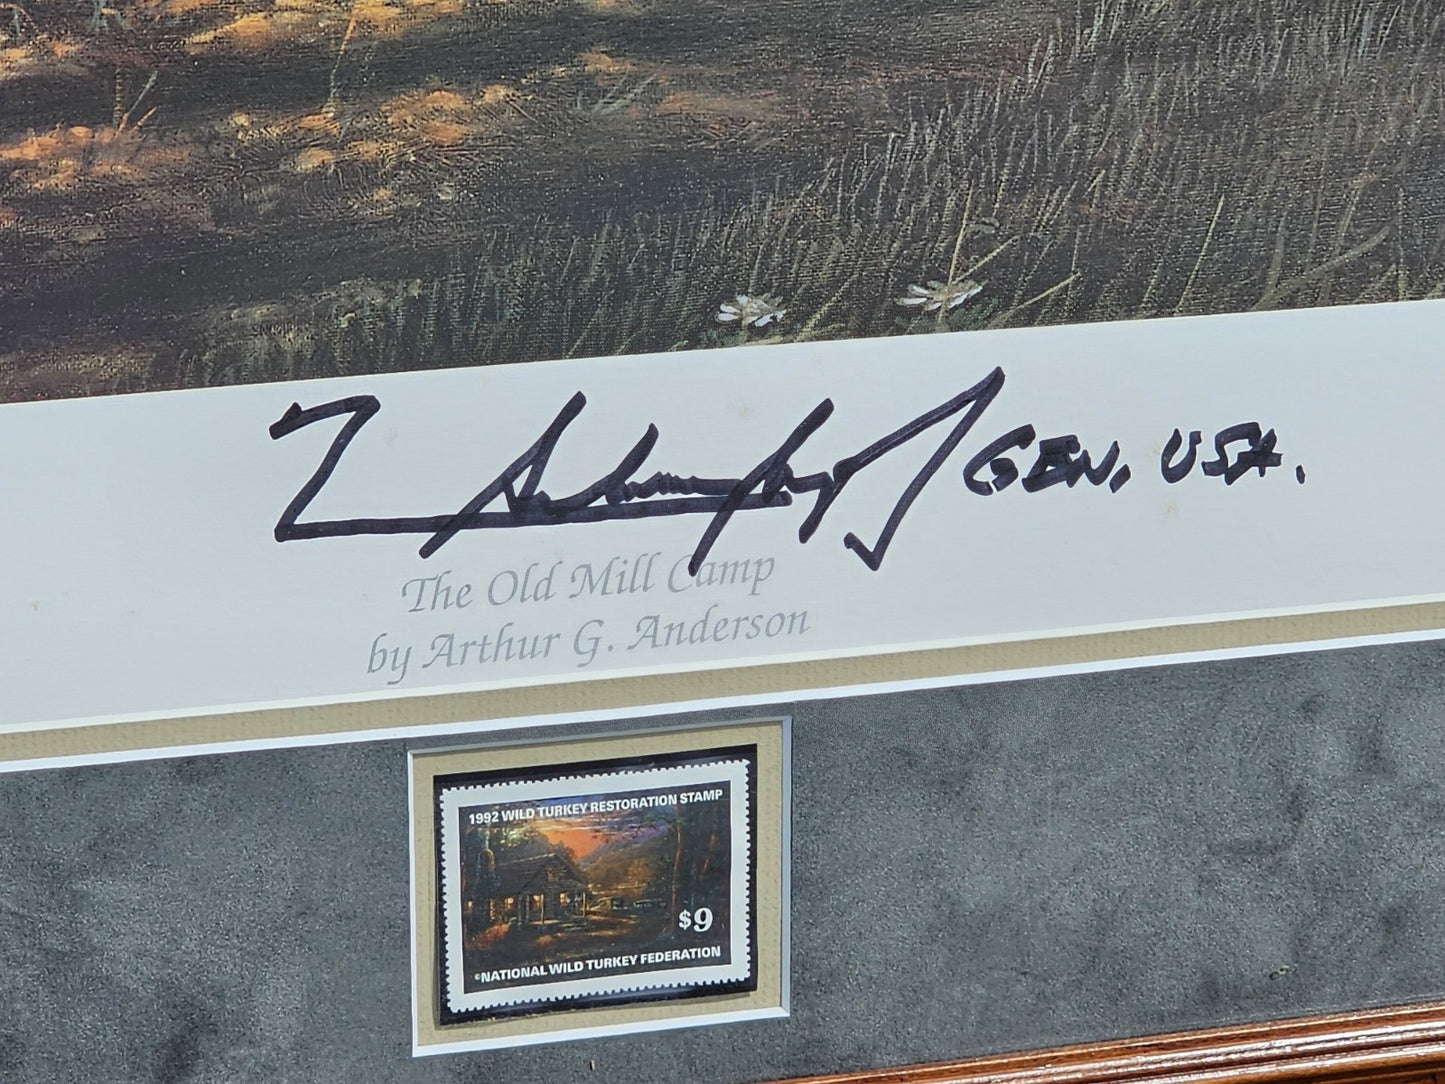 GEN. USA.
The Old Mill Camp
by Arthur G. Anderson
1992 WILD TURKEY RESTORATION STAMP
$9
©NATIONAL WILD TURKEY FEDERATION